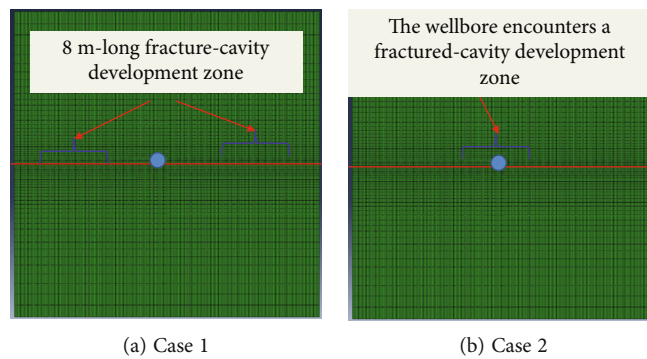 8 m-long fracture-cavity
development zone
The wellbore encounters a
fractured-cavity development
zone
(a) Case 1
(b) Case 2